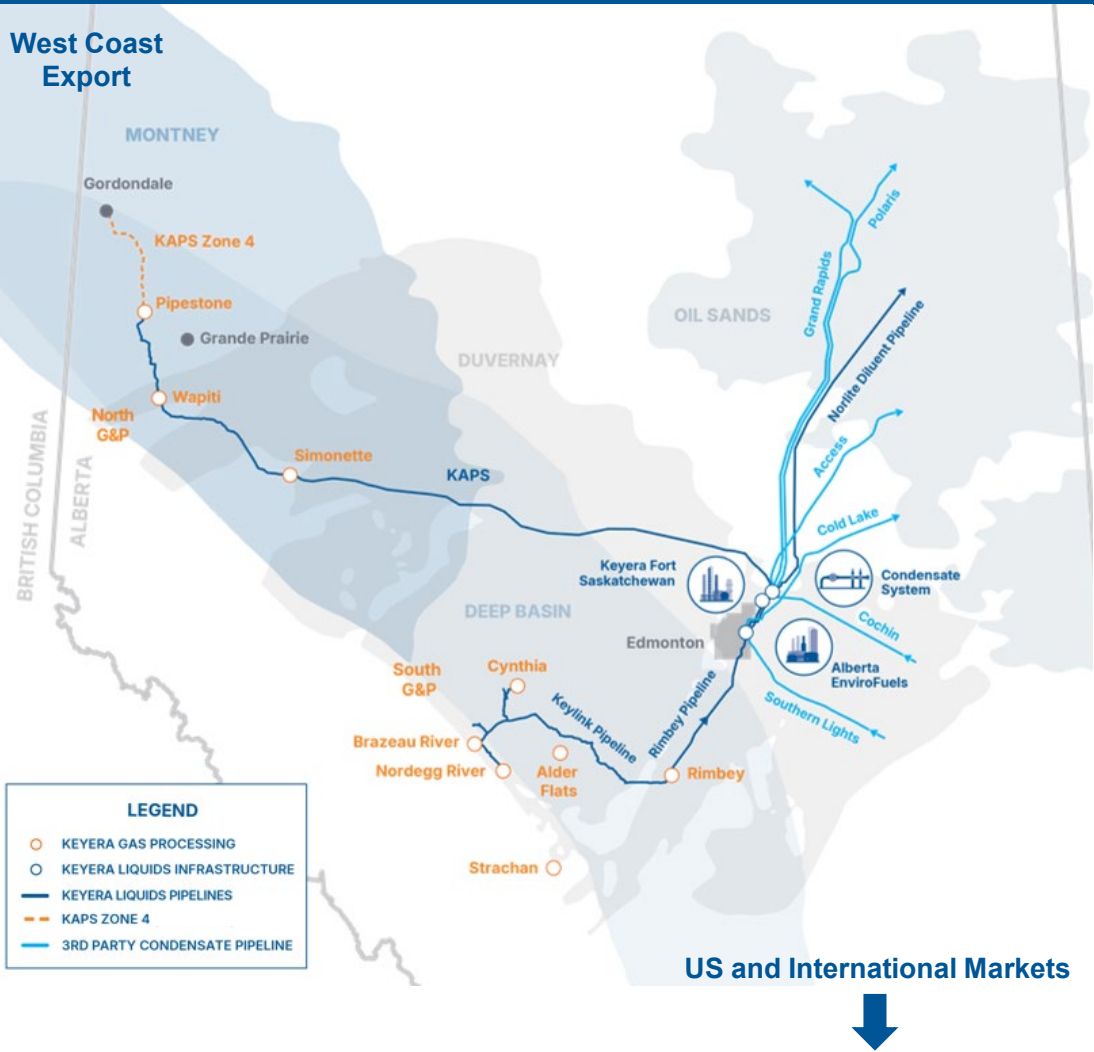 West Coast
Export
MONTNEY
Gordondale
KAPS Zone 4
Pipestone
Grande Prairie
Wapiti
North
G&P
Simonette
KAPS
DUVERNAY
OIL SANDS
Grand Rapids
Polaris
Norlite Diluent Pipeline
Access
Cold Lake
BRITISH COLUMBIA
ALBERTA
Keyera Fort
Saskatchewan
Condensate
System
DEEP BASIN
Edmonton
Cochin
Alberta
EnviroFuels
Southern Lights
South
G&P
Cynthia
Keylink Pipeline
Rimbey Pipeline
Brazeau River
Nordegg River
Alder
Flats
Rimbey
Strachan
LEGEND
KEYERA GAS PROCESSING
KEYERA LIQUIDS INFRASTRUCTURE
KEYERA LIQUIDS PIPELINES
KAPS ZONE 4
3RD PARTY CONDENSATE PIPELINE
US and International Markets